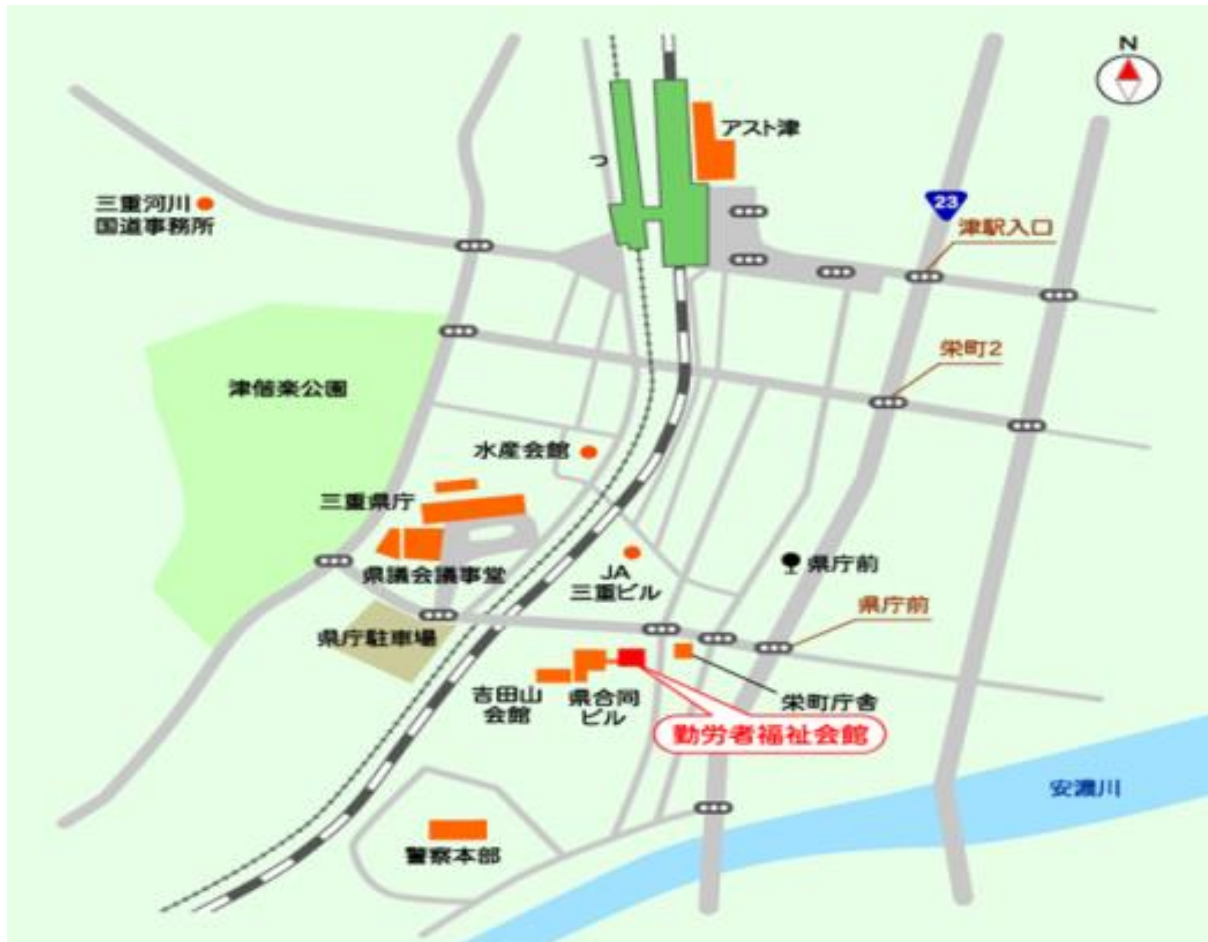 N
アスト津
つ
三重河川
国道事務所
23
津駅入口
栄町2
津偕楽公園
水産会館
三重県庁
県議会議事堂
JA
三重ビル
県庁前
県庁前
県庁駐車場
吉田山
会館
県合同
ビル
栄町庁舎
勤労者福祉会館
安濃川
警察本部